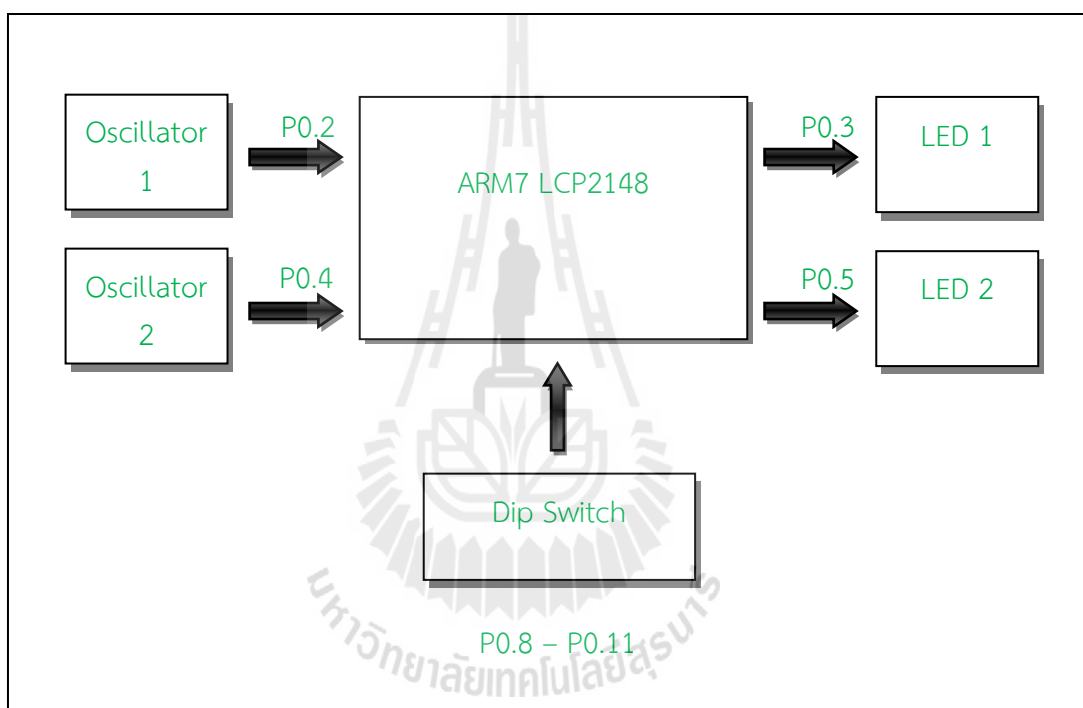 Oscillator
1
P0.2
ARM7 LCP2148
P0.3
LED 1
Oscillator
2
P0.4
P0.5
LED 2
Dip Switch
P0.8 – P0.11
มหาวิทยาลัยเทคโนโลยีสุรนารี